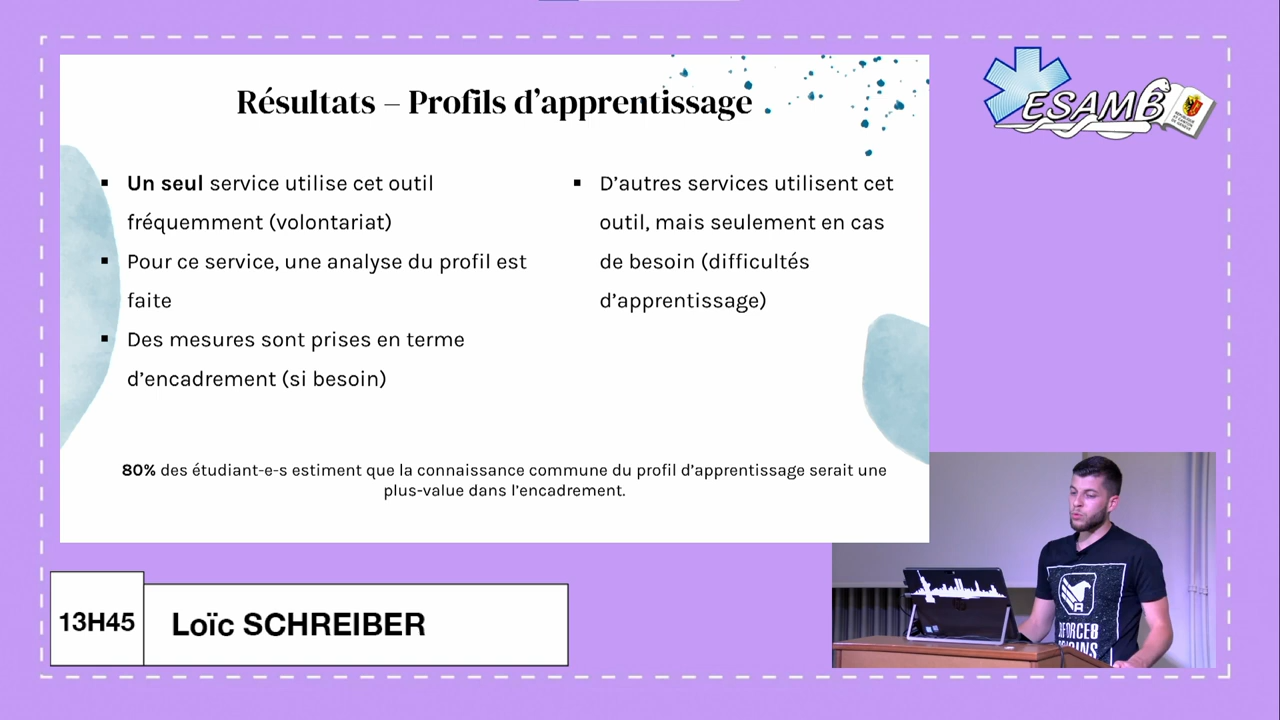 Résultats – Profils d’apprentissage
Un seul service utilise cet outil
fréquemment (volontariat)
Pour ce service, une analyse du profil est
faite
Des mesures sont prises en terme
d’encadrement (si besoin)
D’autres services utilisent cet
outil, mais seulement en cas
de besoin (difficultés
d’apprentissage)
80% des étudiant-e-s estiment que la connaissance commune du profil d’apprentissage serait une
plus-value dans l’encadrement.
ESAMB
13H45
Loïc SCHREIBER